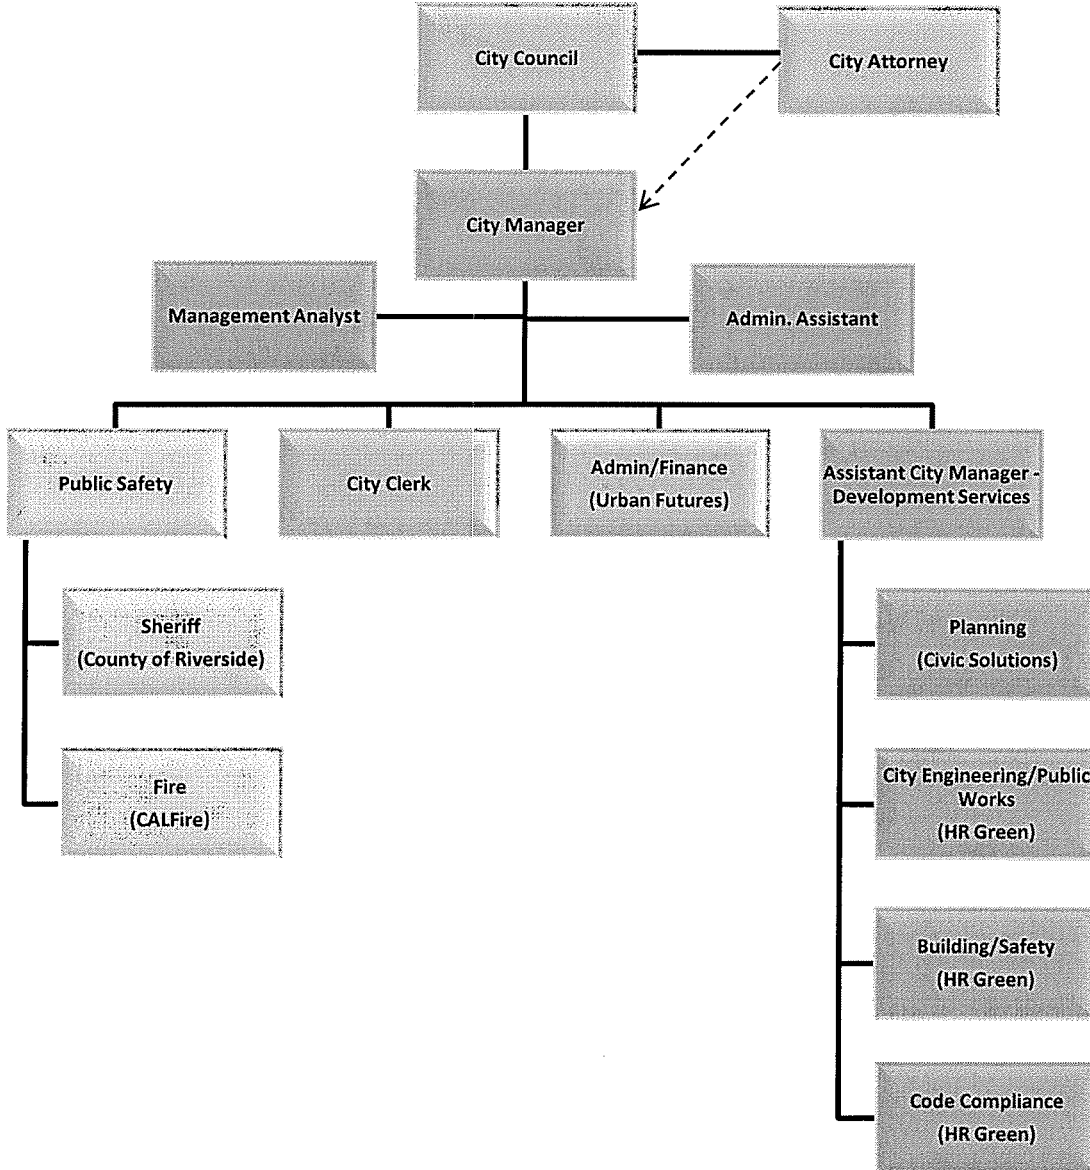 City Council
City Attorney
City Manager
Management Analyst
Admin. Assistant
Public Safety
City Clerk
Admin/Finance
(Urban Futures)
Assistant City Manager -
Development Services
Sheriff
(County of Riverside)
Fire
(CALFire)
Planning
(Civic Solutions)
City Engineering/Public
Works
(HR Green)
Building/Safety
(HR Green)
Code Compliance
(HR Green)